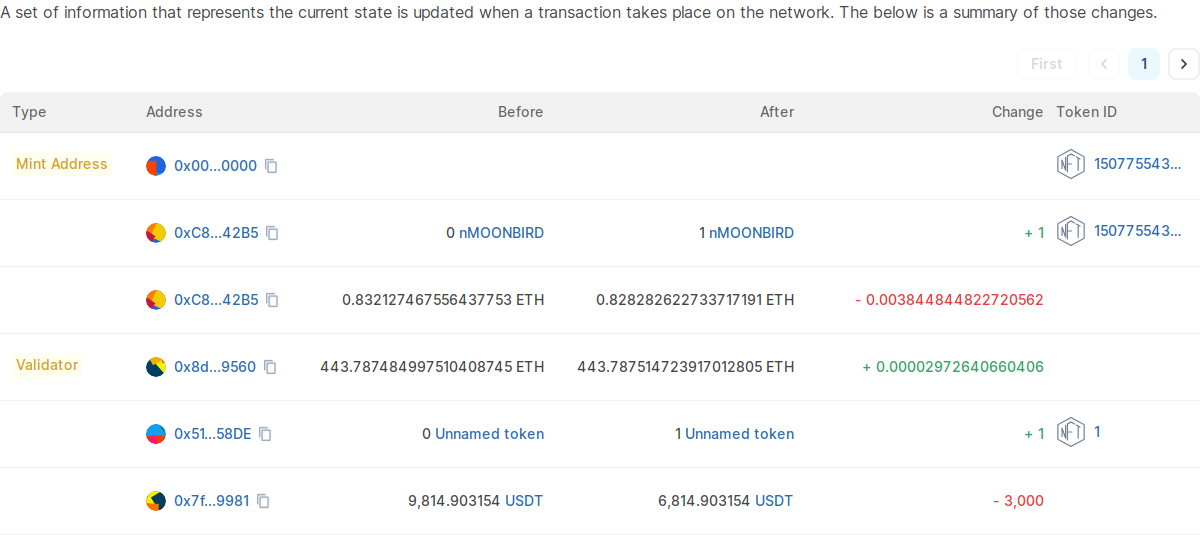 A set of information that represents the current state is updated when a transaction takes place on the network. The below is a summary of those changes.
First 1
Type Address Before After Change Token ID
Mint Address 0x00...0000 NFT 150775543...
0xC8...42B5 0 nMOONBIRD 1 nMOONBIRD + 1 NFT 150775543...
0xC8...42B5 0.832127467556437753 ETH 0.828282622733717191 ETH - 0.003844844822720562
Validator 0x8d...9560 443.787484997510408745 ETH 443.787514723917012805 ETH + 0.00002972640660406
0x51...58DE 0 Unnamed token 1 Unnamed token + 1 NFT 1
0x7f...9981 9,814.903154 USDT 6,814.903154 USDT - 3,000